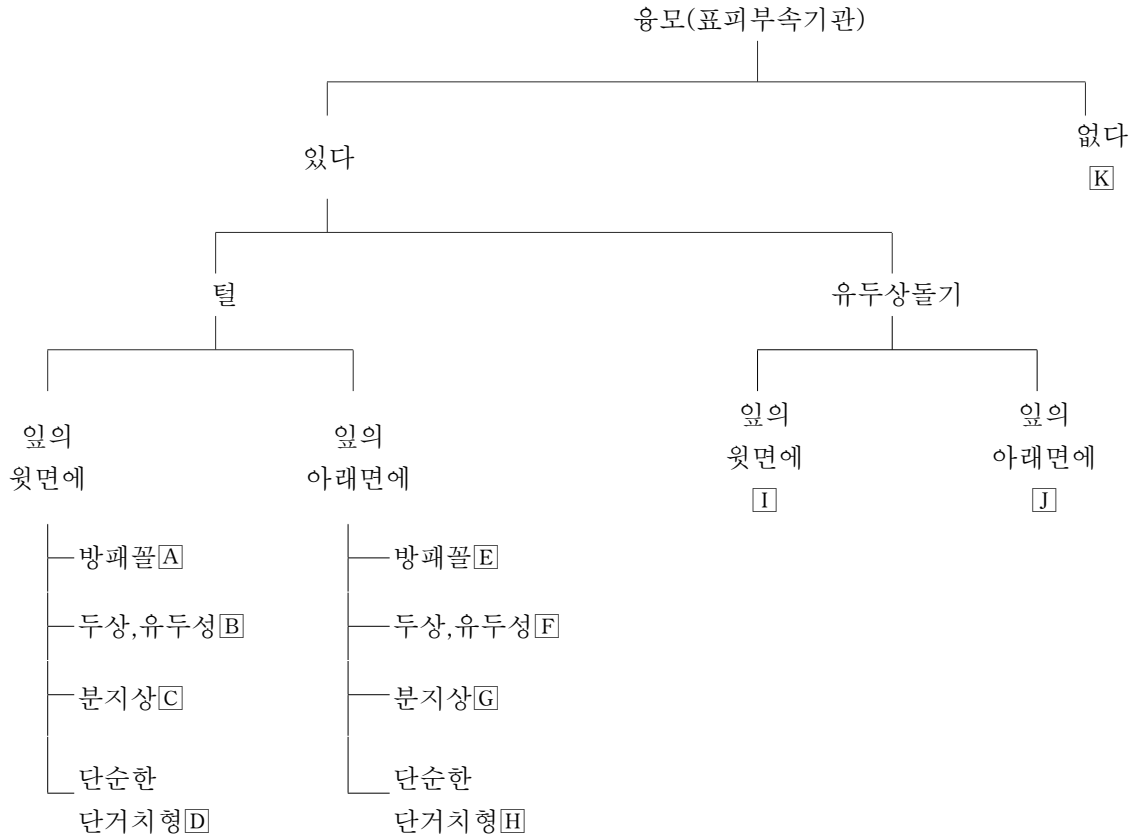 융모(표피부속기관)
있다
없다
K
털
유두상돌기
잎의
윗면에
잎의
아래면에
잎의
윗면에
I
잎의
아래면에
J
방패꼴A
방패꼴E
두상,유두성B
두상,유두성F
분지상C
분지상G
단순한
단거치형D
단순한
단거치형H